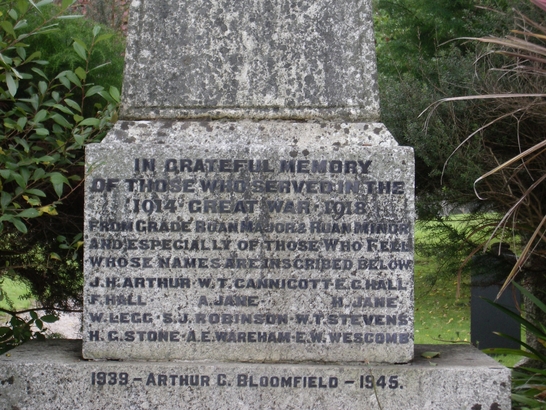 IN GRATEFUL MEMORY
OF THOSE WHO SERVED IN THE
1914 GREAT WAR · 1918
FROM GRADE RUAN MAJOR & RUAN MINOR
AND ESPECIALLY OF THOSE WHO FELL
WHOSE NAMES ARE INSCRIBED BELOW
J.H. ARTHUR · W.T. CANNICOTT · E.G. HALL
F. HALL A. JANE H. JANE
W. LEGG · S.J. ROBINSON · W.T. STEVENS
H.G. STONE · A.E. WAREHAM · E.W. WESCOMB
1939 – ARTHUR C. BLOOMFIELD – 1945.